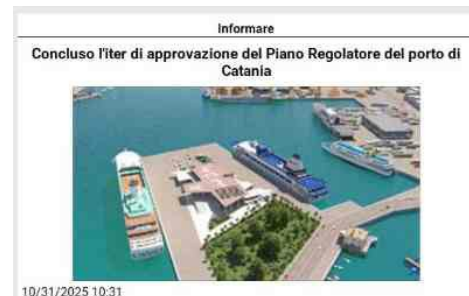 Informare
Concluso l'iter di approvazione del Piano Regolatore del porto di
Catania
10/31/2025 10:31